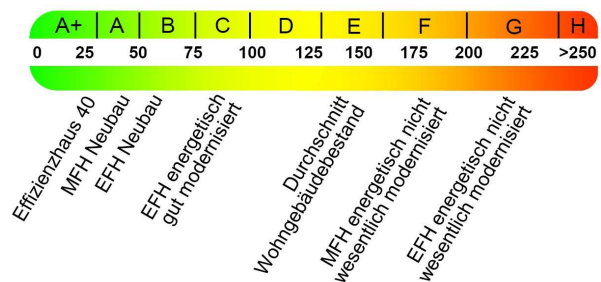 A+ A B C D E F G H
0 25 50 75 100 125 150 175 200 225 >250
Effizienzhaus 40
MFH Neubau
EFH Neubau
EFH energetisch
gut modernisiert
Durchschnitt
Wohngebäudebestand
MFH energetisch nicht
wesentlich modernisiert
EFH energetisch nicht
wesentlich modernisiert